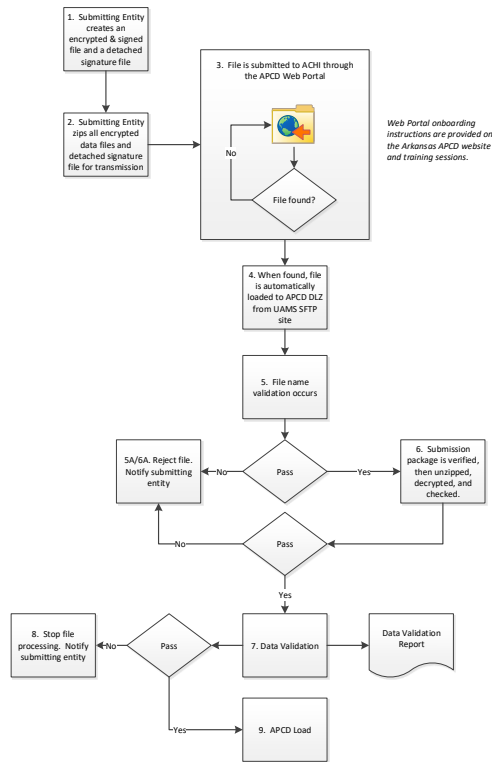 1. Submitting Entity
creates an
encrypted & signed
file and a detached
signature file
3. File is submitted to ACHI through
the APCD Web Portal
2. Submitting Entity
zips all encrypted
data files and
detached signature
file for transmission
Web Portal onboarding
instructions are provided on
the Arkansas APCD website
and training sessions.
No
File found?
4. When found, file
is automatically
loaded to APCD DLZ
from UAMS SFTP
site
5. File name
validation occurs
5A/6A. Reject file.
Notify submitting
entity
No
Pass
Yes
6. Submission
package is verified,
then unzipped,
decrypted, and
checked.
No
Pass
Yes
8. Stop file
processing. Notify
submitting entity
No
Pass
7. Data Validation
Data Validation
Report
Yes
9. APCD Load